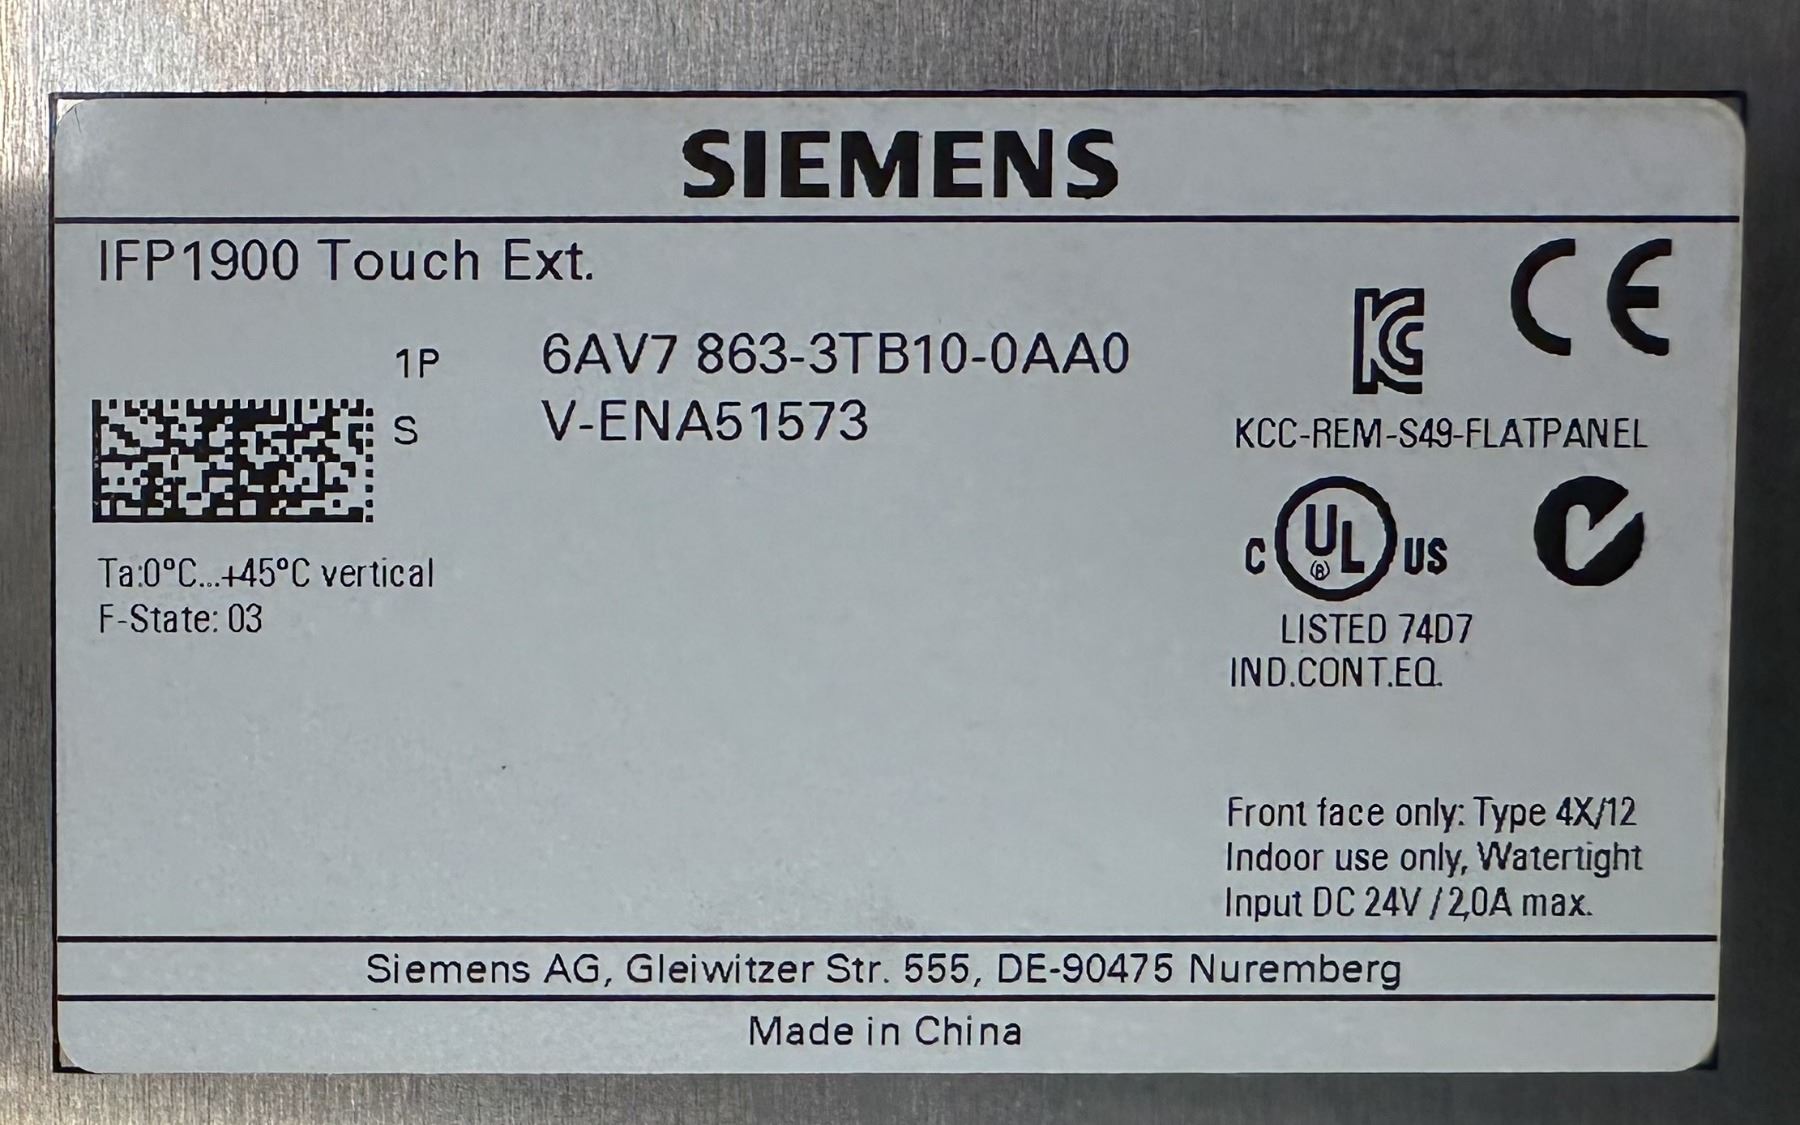 SIEMENS
IFP1900 Touch Ext.
1P 6AV7 863-3TB10-0AA0
S V-ENA51573
Ta:0°C...+45°C vertical
F-State: 03
CE
KC
KCC-REM-S49-FLATPANEL
C UL ® US
LISTED 74D7
IND.CONT.EQ.
Front face only: Type 4X/12
Indoor use only, Watertight
Input DC 24V / 2,0A max.
Siemens AG, Gleiwitzer Str. 555, DE-90475 Nuremberg
Made in China